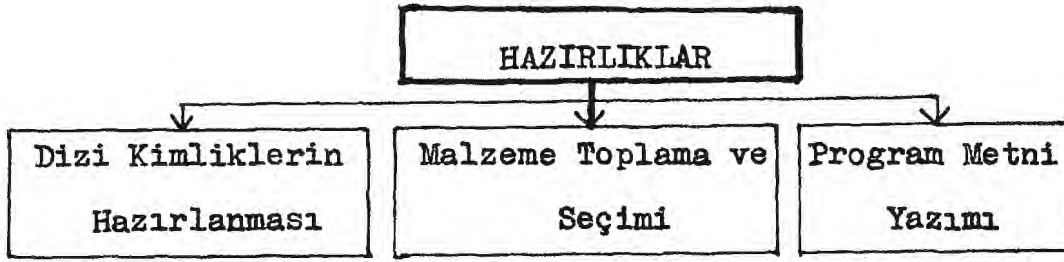 HAZIRLIKLAR
Dizi Kimliklerin
Hazırlanması
Malzeme Toplama ve
Seçimi
Program Metni
Yazımı